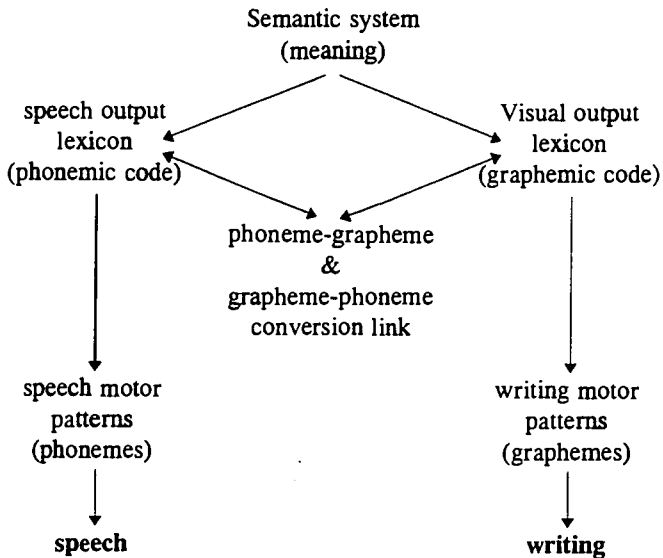 Semantic system
(meaning)
speech output
lexicon
(phonemic code)
Visual output
lexicon
(graphemic code)
phoneme-grapheme
&
grapheme-phoneme
conversion link
speech motor
patterns
(phonemes)
writing motor
patterns
(graphemes)
speech
writing